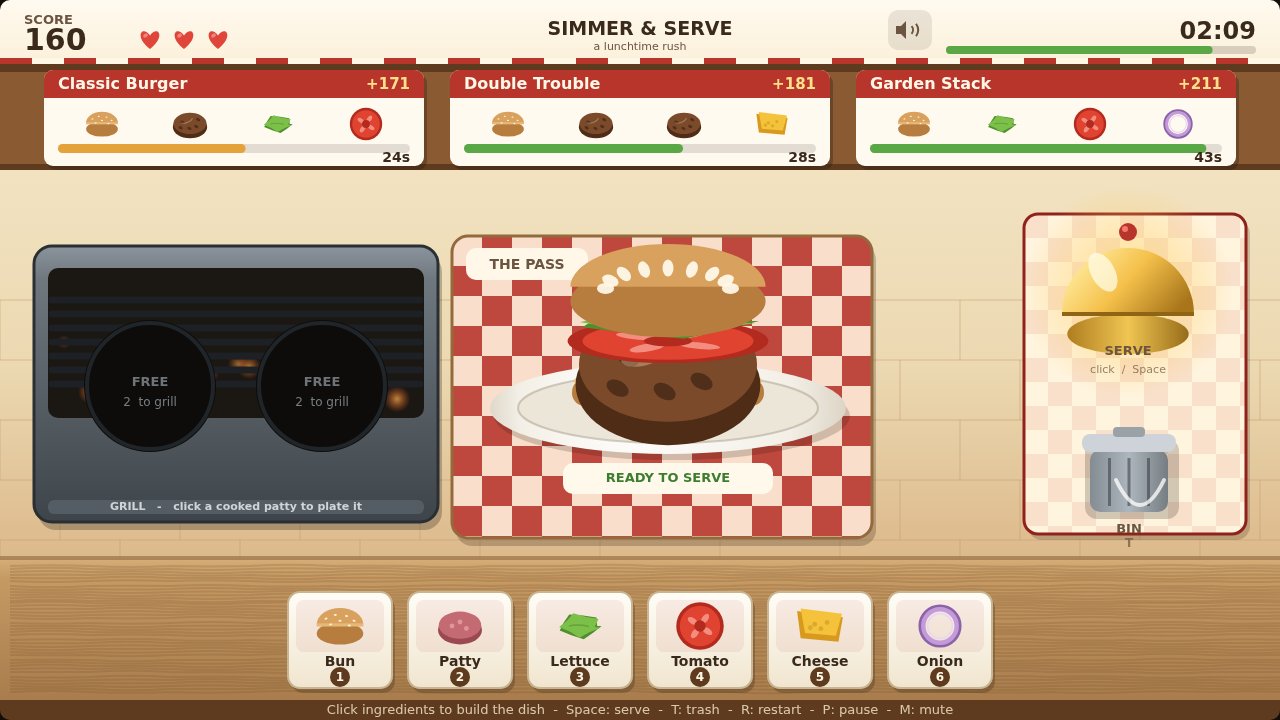 SCORE
160
SIMMER & SERVE
a lunchtime rush
02:09
Classic Burger +171
24s
Double Trouble +181
28s
Garden Stack +211
43s
THE PASS
READY TO SERVE
FREE
2 to grill
FREE
2 to grill
GRILL - click a cooked patty to plate it
SERVE
click / Space
BIN
T
Bun
1
Patty
2
Lettuce
3
Tomato
4
Cheese
5
Onion
6
Click ingredients to build the dish - Space: serve - T: trash - R: restart - P: pause - M: mute